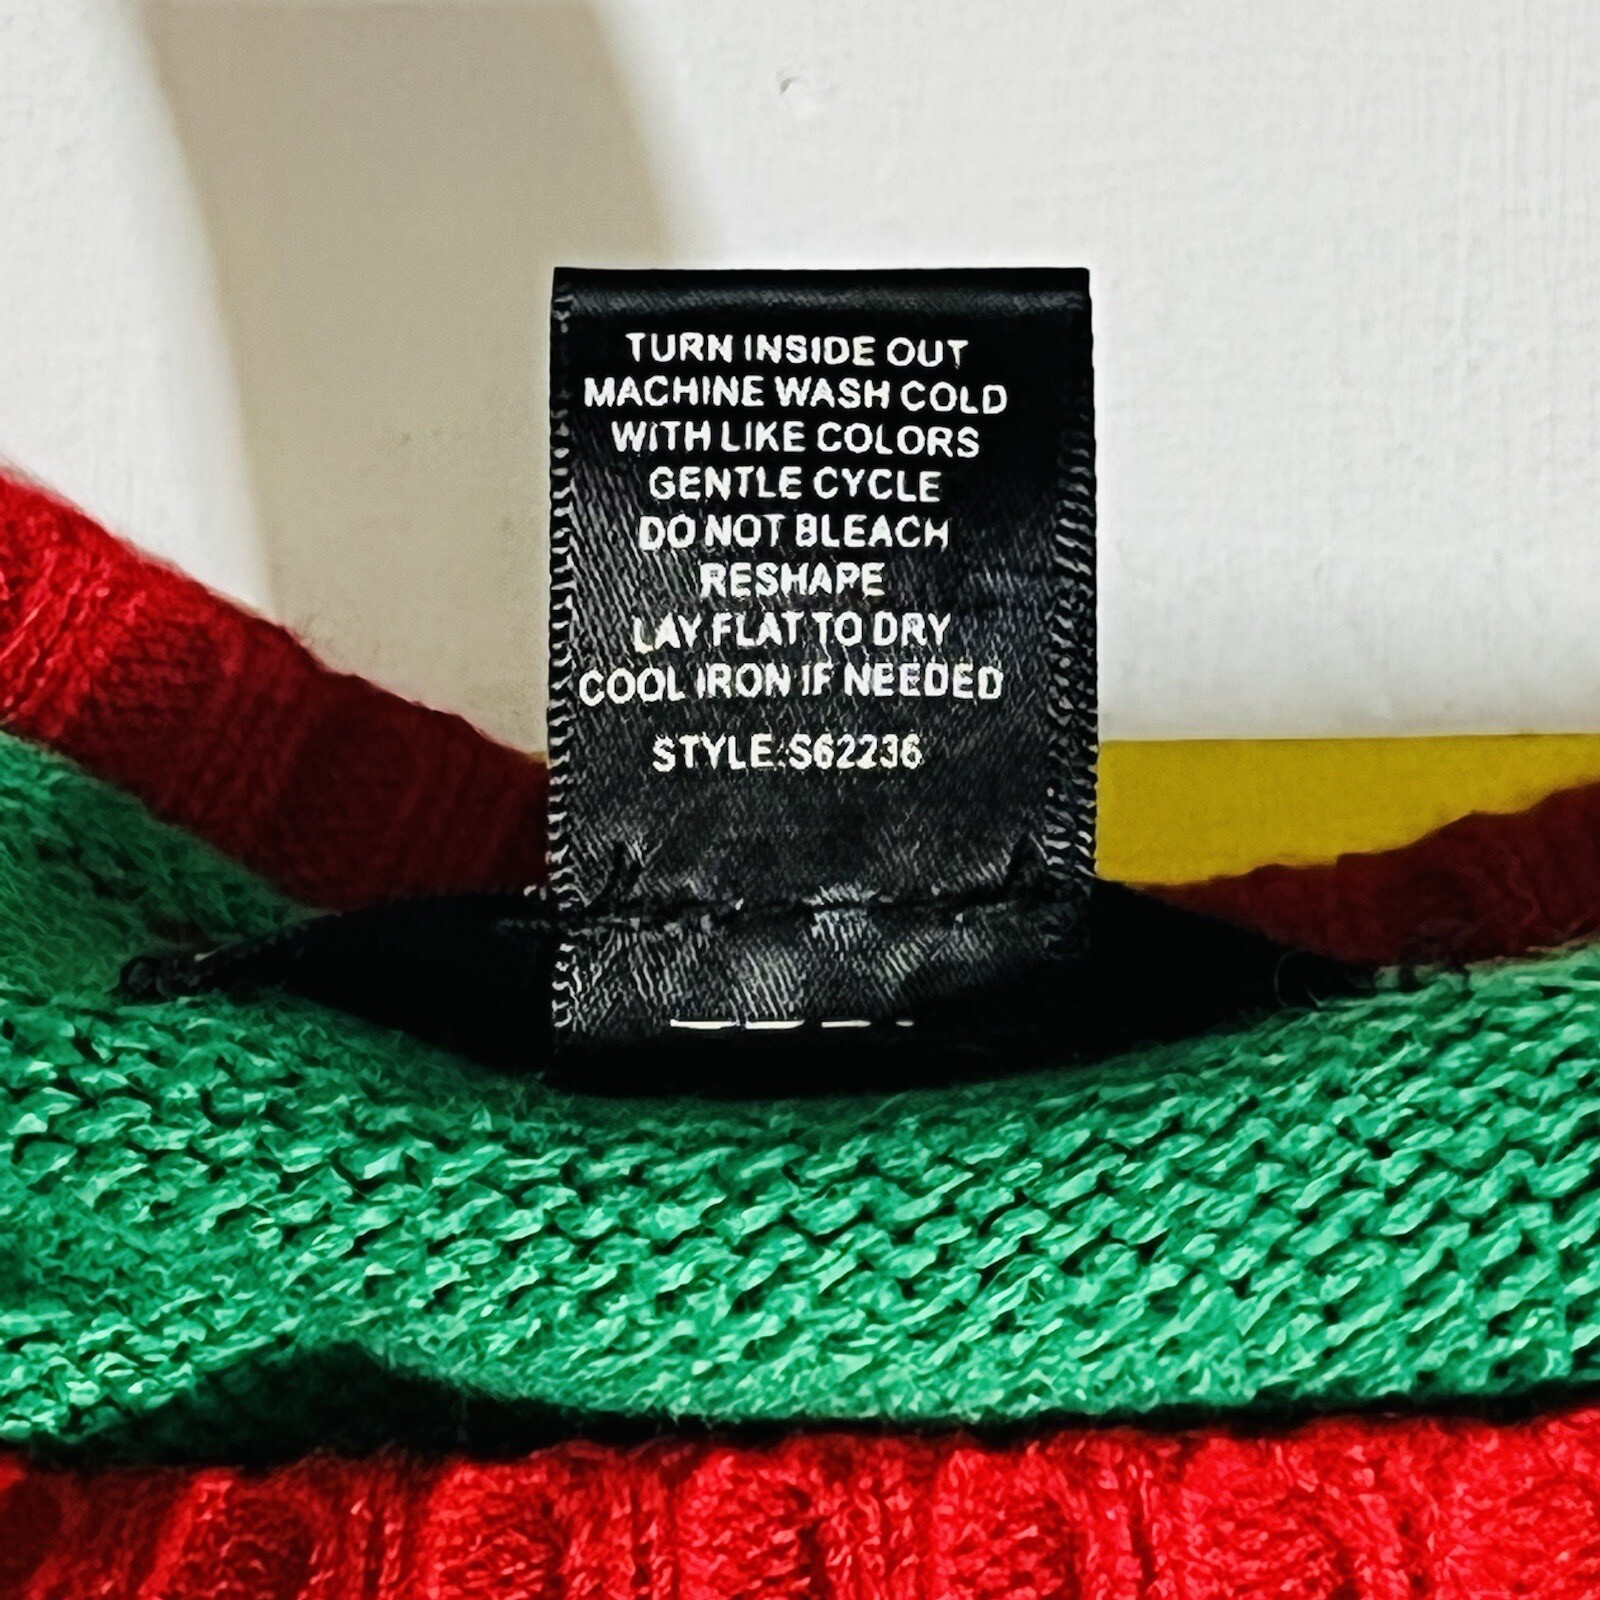 TURN INSIDE OUT
MACHINE WASH COLD
WITH LIKE COLORS
GENTLE CYCLE
DO NOT BLEACH
RESHAPE
LAY FLAT TO DRY
COOL IRON IF NEEDED
STYLE:S62236